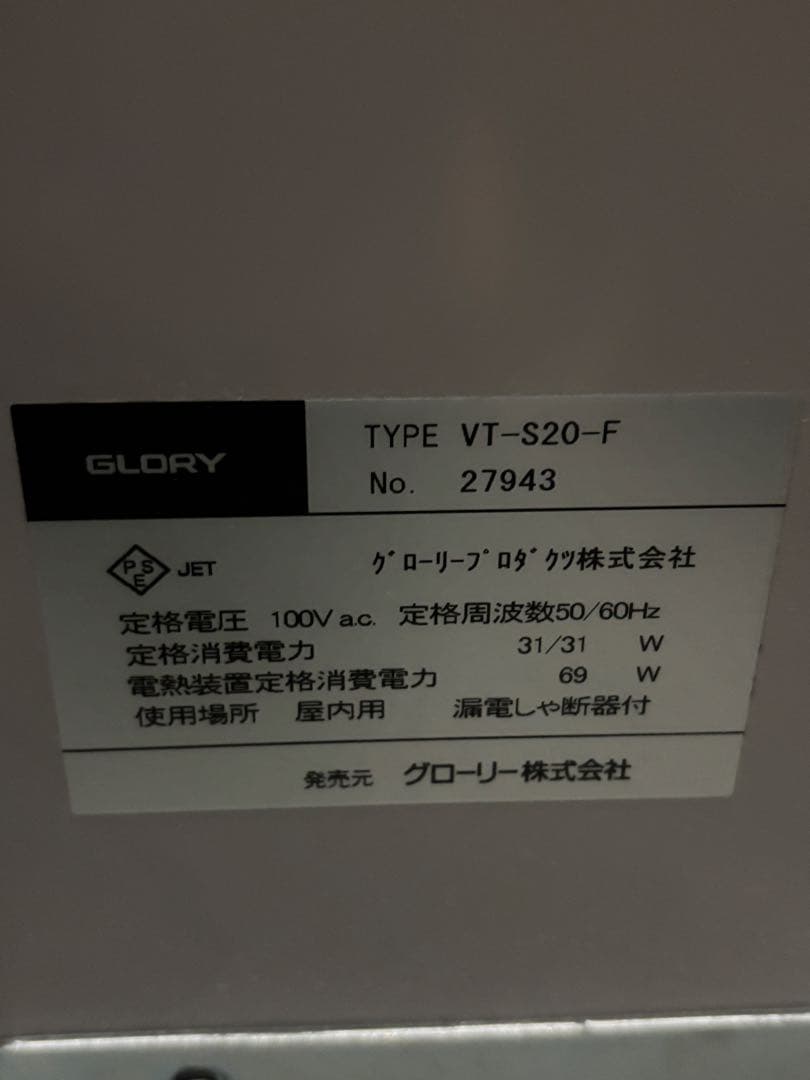 GLORY
TYPE VT-S20-F
No. 27943
PSE JET ｸﾞﾛｰﾘｰﾌﾟﾛﾀﾞｸﾂ株式会社
定格電圧 100V a.c. 定格周波数50/60Hz
定格消費電力 31/31 W
電熱装置定格消費電力 69 W
使用場所 屋内用 漏電しゃ断器付
発売元 グローリー株式会社